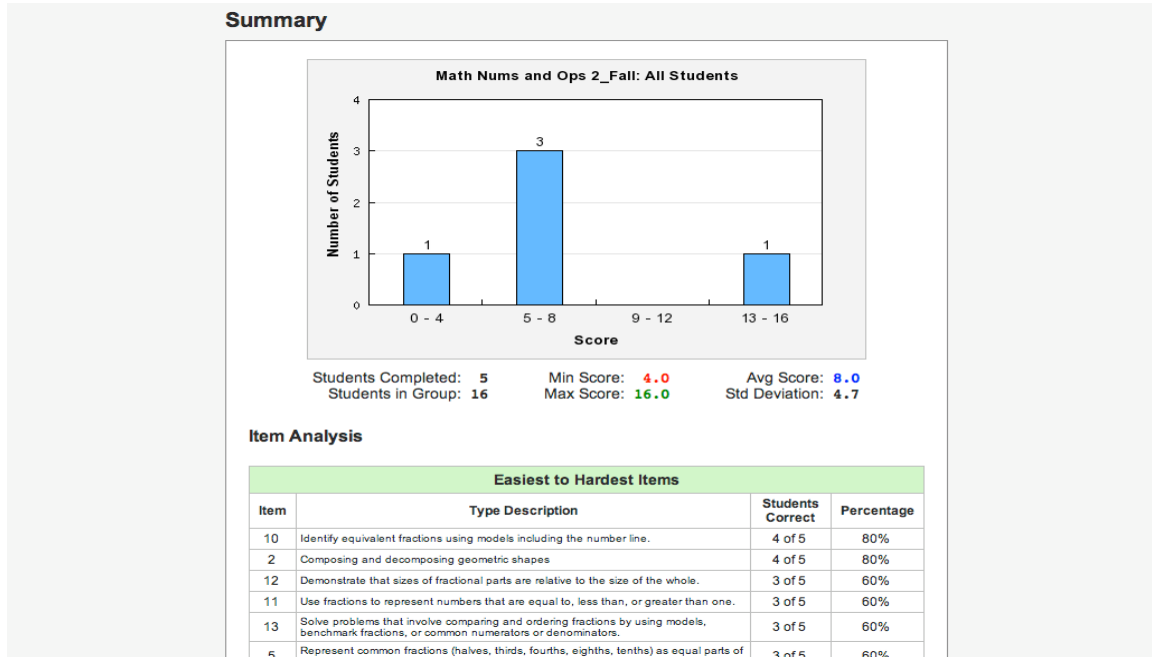 Summary
Math Nums and Ops 2_Fall: All Students
Number of Students
4
3
2
1
0
1
3
1
0 - 4
5 - 8
9 - 12
13 - 16
Score
Students Completed: 5 Min Score: 4.0 Avg Score: 8.0
Students in Group: 16 Max Score: 16.0 Std Deviation: 4.7
Item Analysis
Easiest to Hardest Items
Item Type Description Students Correct Percentage
10 Identify equivalent fractions using models including the number line. 4 of 5 80%
2 Composing and decomposing geometric shapes 4 of 5 80%
12 Demonstrate that sizes of fractional parts are relative to the size of the whole. 3 of 5 60%
11 Use fractions to represent numbers that are equal to, less than, or greater than one. 3 of 5 60%
13 Solve problems that involve comparing and ordering fractions by using models,
benchmark fractions, or common numerators or denominators. 3 of 5 60%
5 Represent common fractions (halves, thirds, fourths, eighths, tenths) as equal parts of 3 of 5 60%